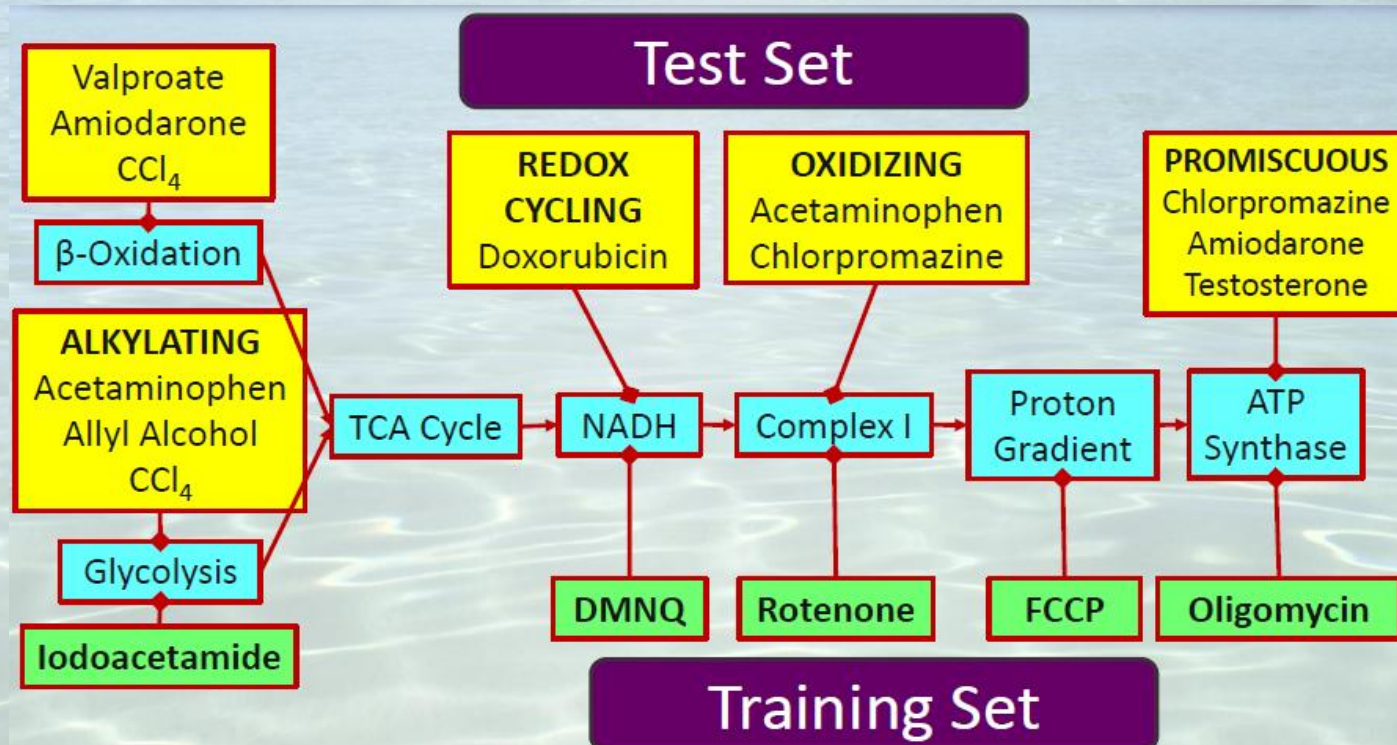 Test Set
Valproate
Amiodarone
CCl₄
β-Oxidation
ALKYLATING
Acetaminophen
Allyl Alcohol
CCl₄
Glycolysis
Iodoacetamide
TCA Cycle
REDOX
CYCLING
Doxorubicin
NADH
DMNQ
OXIDIZING
Acetaminophen
Chlorpromazine
Complex I
Rotenone
Proton
Gradient
FCCP
PROMISCUOUS
Chlorpromazine
Amiodarone
Testosterone
ATP
Synthase
Oligomycin
Training Set